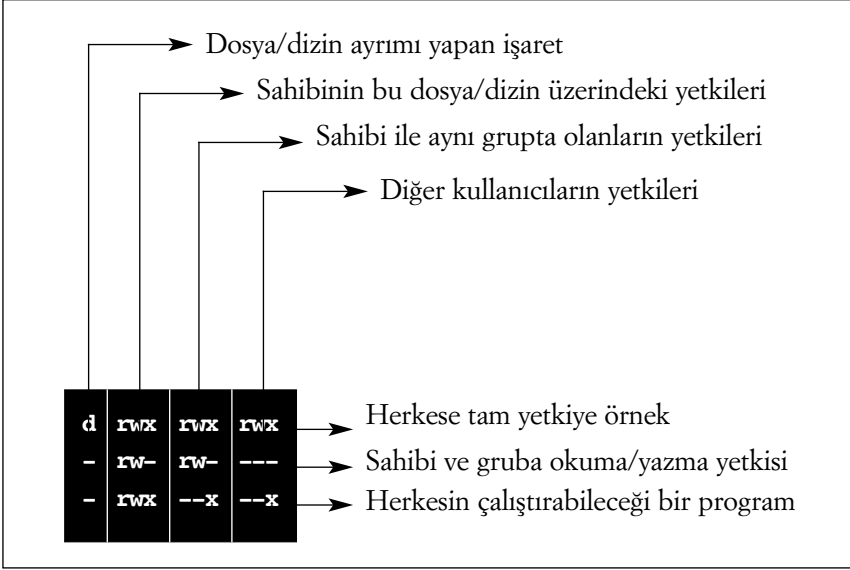 Dosya/dizin ayrımı yapan işaret
Sahibinin bu dosya/dizin üzerindeki yetkileri
Sahibi ile aynı grupta olanların yetkileri
Diğer kullanıcıların yetkileri
d rwx rwx rwx Herkese tam yetkiye örnek
- rw- rw- --- Sahibi ve gruba okuma/yazma yetkisi
- rwx --x --x Herkesin çalıştırabileceği bir program